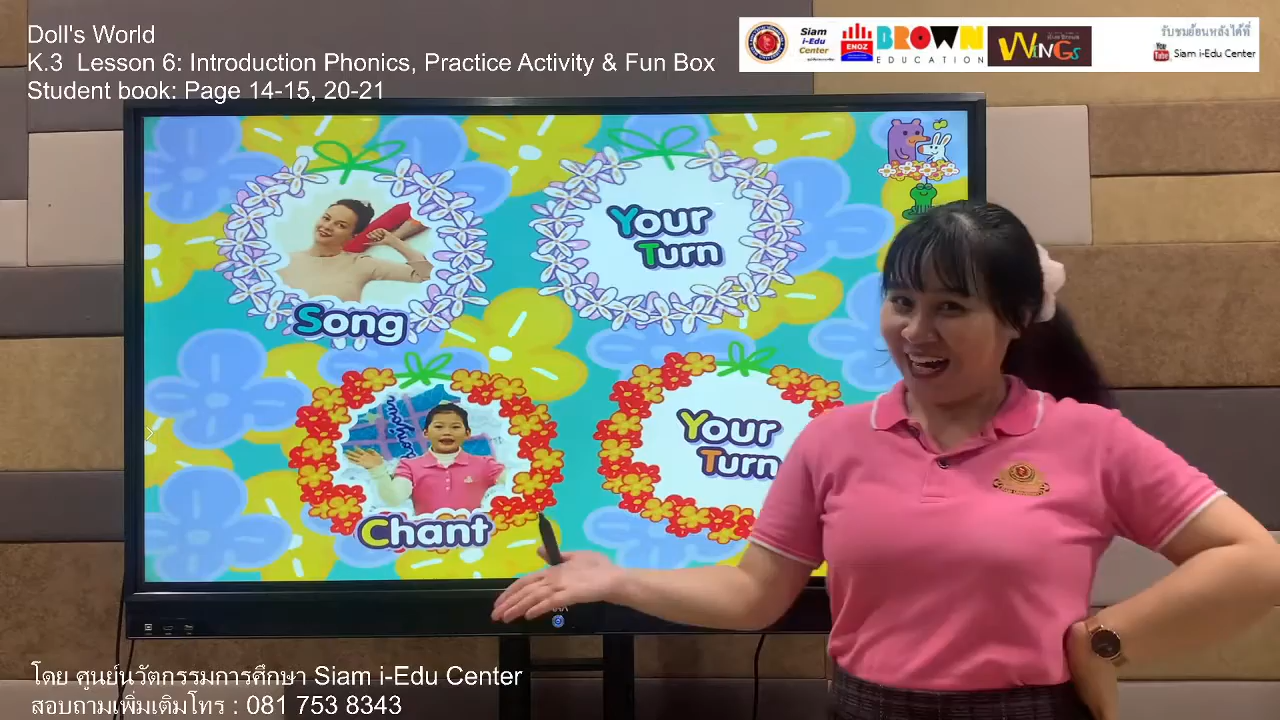 Doll's World
K.3 Lesson 6: Introduction Phonics, Practice Activity & Fun Box
Student book: Page 14-15, 20-21
Siam
i-Edu
Center
ENOZ
BROWN
EDUCATION
WINGS
รับชมย้อนหลังได้ที่
You Tube Siam i-Edu Center
Song
Your
Turn
Chant
Your
Turn
โดย ศูนย์นวัตกรรมการศึกษา Siam i-Edu Center
สอบถามเพิ่มเติมโทร : 081 753 8343